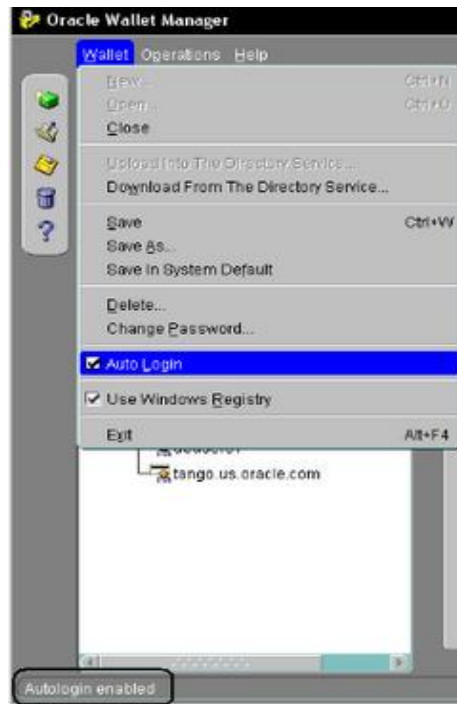 Oracle Wallet Manager
Wallet Operations Help
New... Ctrl+N
Open... Ctrl+O
Close
Upload Into The Directory Service...
Download From The Directory Service...
Save Ctrl+W
Save As...
Save In System Default
Delete...
Change Password...
Auto Login
Use Windows Registry
Exit Alt+F4
tango.us.oracle.com
Autologin enabled